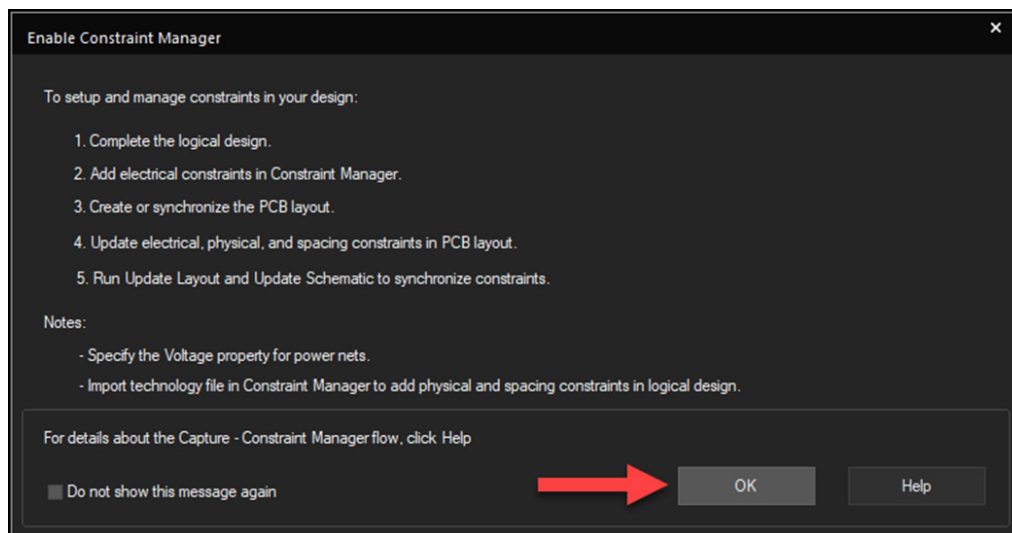 Enable Constraint Manager
To setup and manage constraints in your design:
1. Complete the logical design.
2. Add electrical constraints in Constraint Manager.
3. Create or synchronize the PCB layout.
4. Update electrical, physical, and spacing constraints in PCB layout.
5. Run Update Layout and Update Schematic to synchronize constraints.
Notes:
- Specify the Voltage property for power nets.
- Import technology file in Constraint Manager to add physical and spacing constraints in logical design.
For details about the Capture - Constraint Manager flow, click Help
Do not show this message again
OK
Help